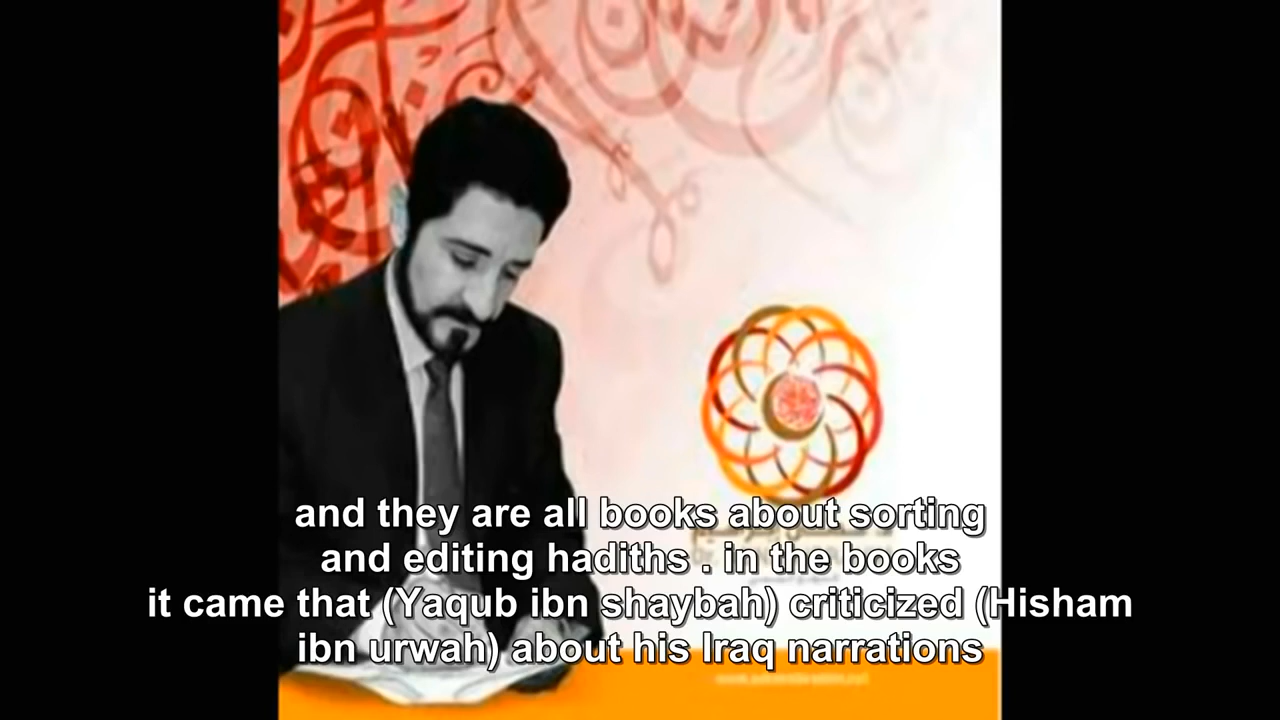 and they are all books about sorting
and editing hadiths . in the books
it came that (Yaqub ibn shaybah) criticized (Hisham
ibn urwah) about his Iraq narrations